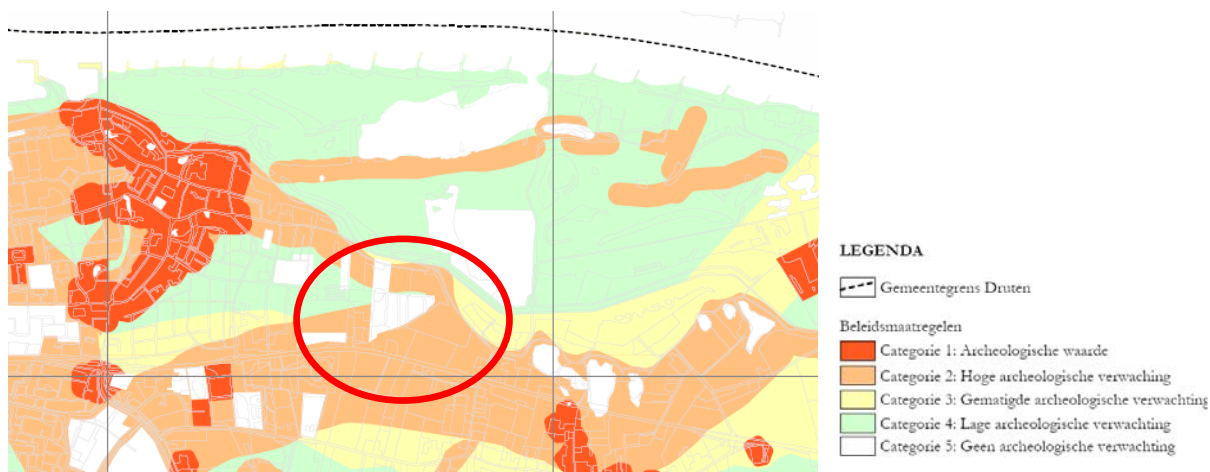 LEGENDA
Gemeentegrens Druten
Beleidsmaatregelen
Categorie 1: Archeologische waarde
Categorie 2: Hoge archeologische verwaching
Categorie 3: Gematigde archeologische verwachting
Categorie 4: Lage archeologische verwachting
Categorie 5: Geen archeologische verwachting